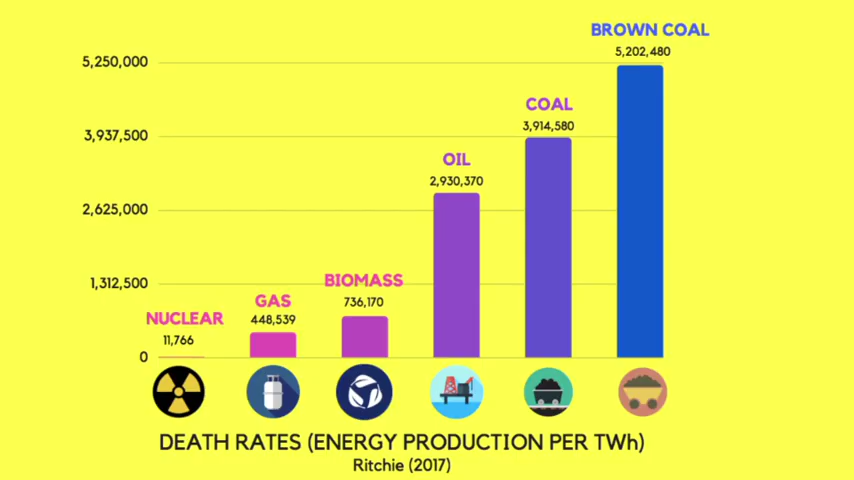 BROWN COAL
5,202,480
5,250,000
COAL
3,914,580
3,937,500
OIL
2,930,370
2,625,000
BIOMASS
736,170
1,312,500
GAS
448,539
NUCLEAR
11,766
0
DEATH RATES (ENERGY PRODUCTION PER TWh)
Ritchie (2017)